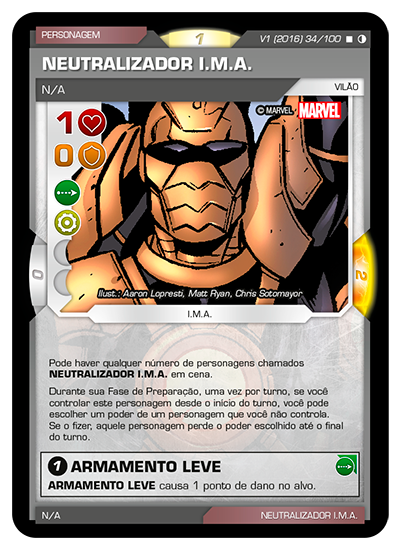 PERSONAGEM
1
V1 (2016) 34/100
NEUTRALIZADOR I.M.A.
N/A
VILÃO
© MARVEL MARVEL
1
0
0
2
Ilust.: Aaron Lopresti, Matt Ryan, Chris Sotomayor
I.M.A.
Pode haver qualquer número de personagens chamados
NEUTRALIZADOR I.M.A. em cena.
Durante sua Fase de Preparação, uma vez por turno, se você
controlar este personagem desde o início do turno, você pode
escolher um poder de um personagem que você não controla.
Se o fizer, aquele personagem perde o poder escolhido até o final
do turno.
1 ARMAMENTO LEVE
ARMAMENTO LEVE causa 1 ponto de dano no alvo.
N/A
NEUTRALIZADOR I.M.A.